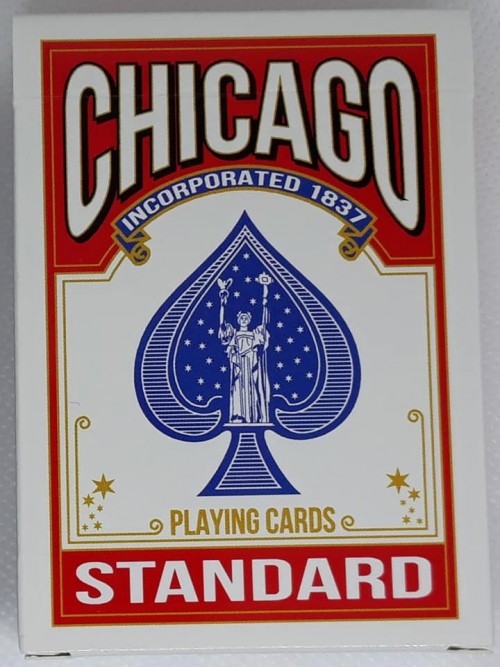 CHICAGO
INCORPORATED 1837
PLAYING CARDS
STANDARD